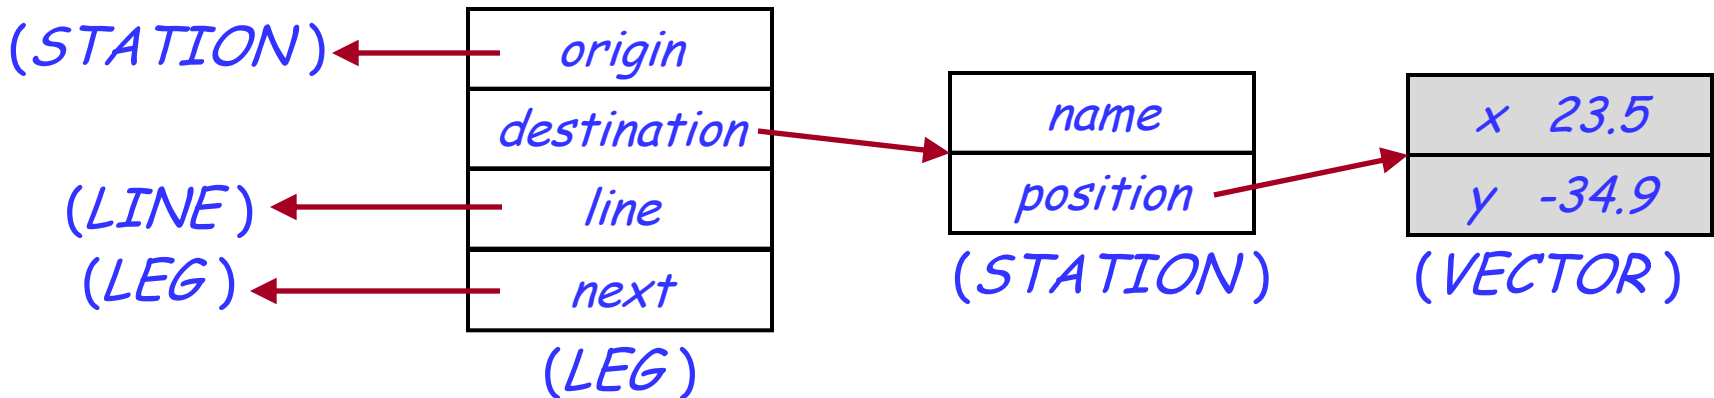 (STATION)
origin
destination
line
next
(LINE)
(LEG)
(LEG)
name
position
(STATION)
x 23.5
y -34.9
(VECTOR)